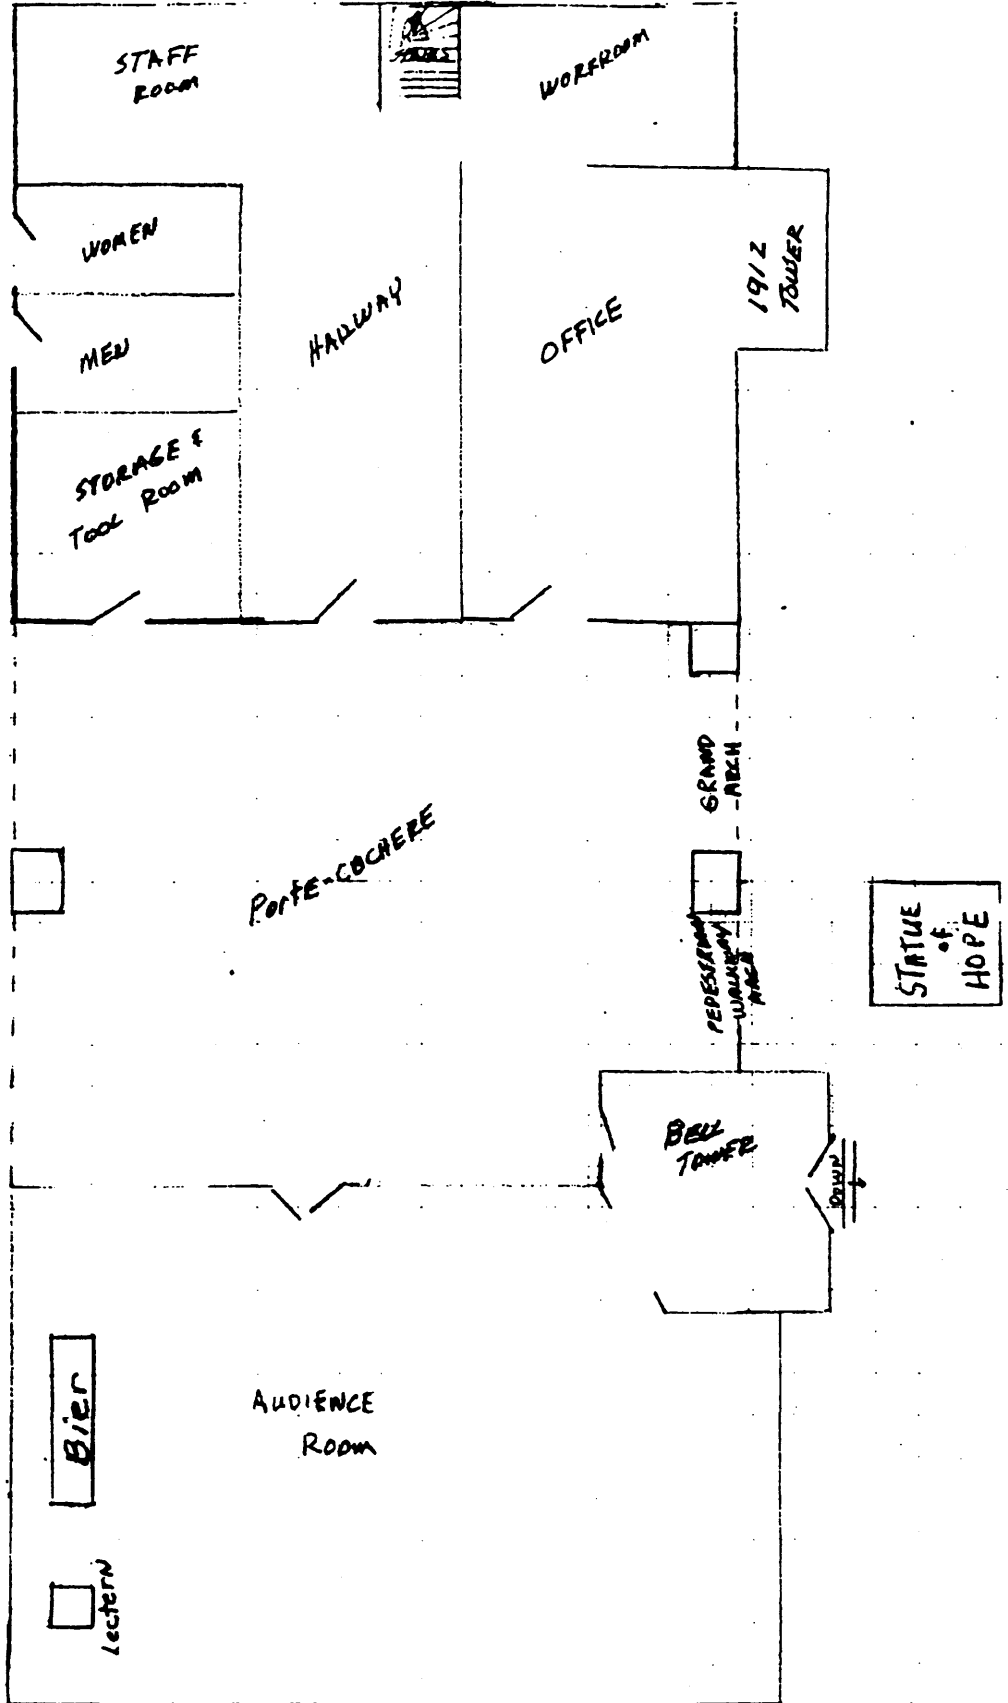 STAFF
ROOM
STAIRS
WORKROOM
WOMEN
MEN
HALLWAY
OFFICE
1912
TOWER
STORAGE &
TOOL ROOM
GRAND
ARCH
PORTE-COCHERE
PEDESTRIAN
WALKWAY
ARCH
STATUE
OF
HOPE
BELL
TOWER
DOWN
Bier
AUDIENCE
ROOM
Lectern